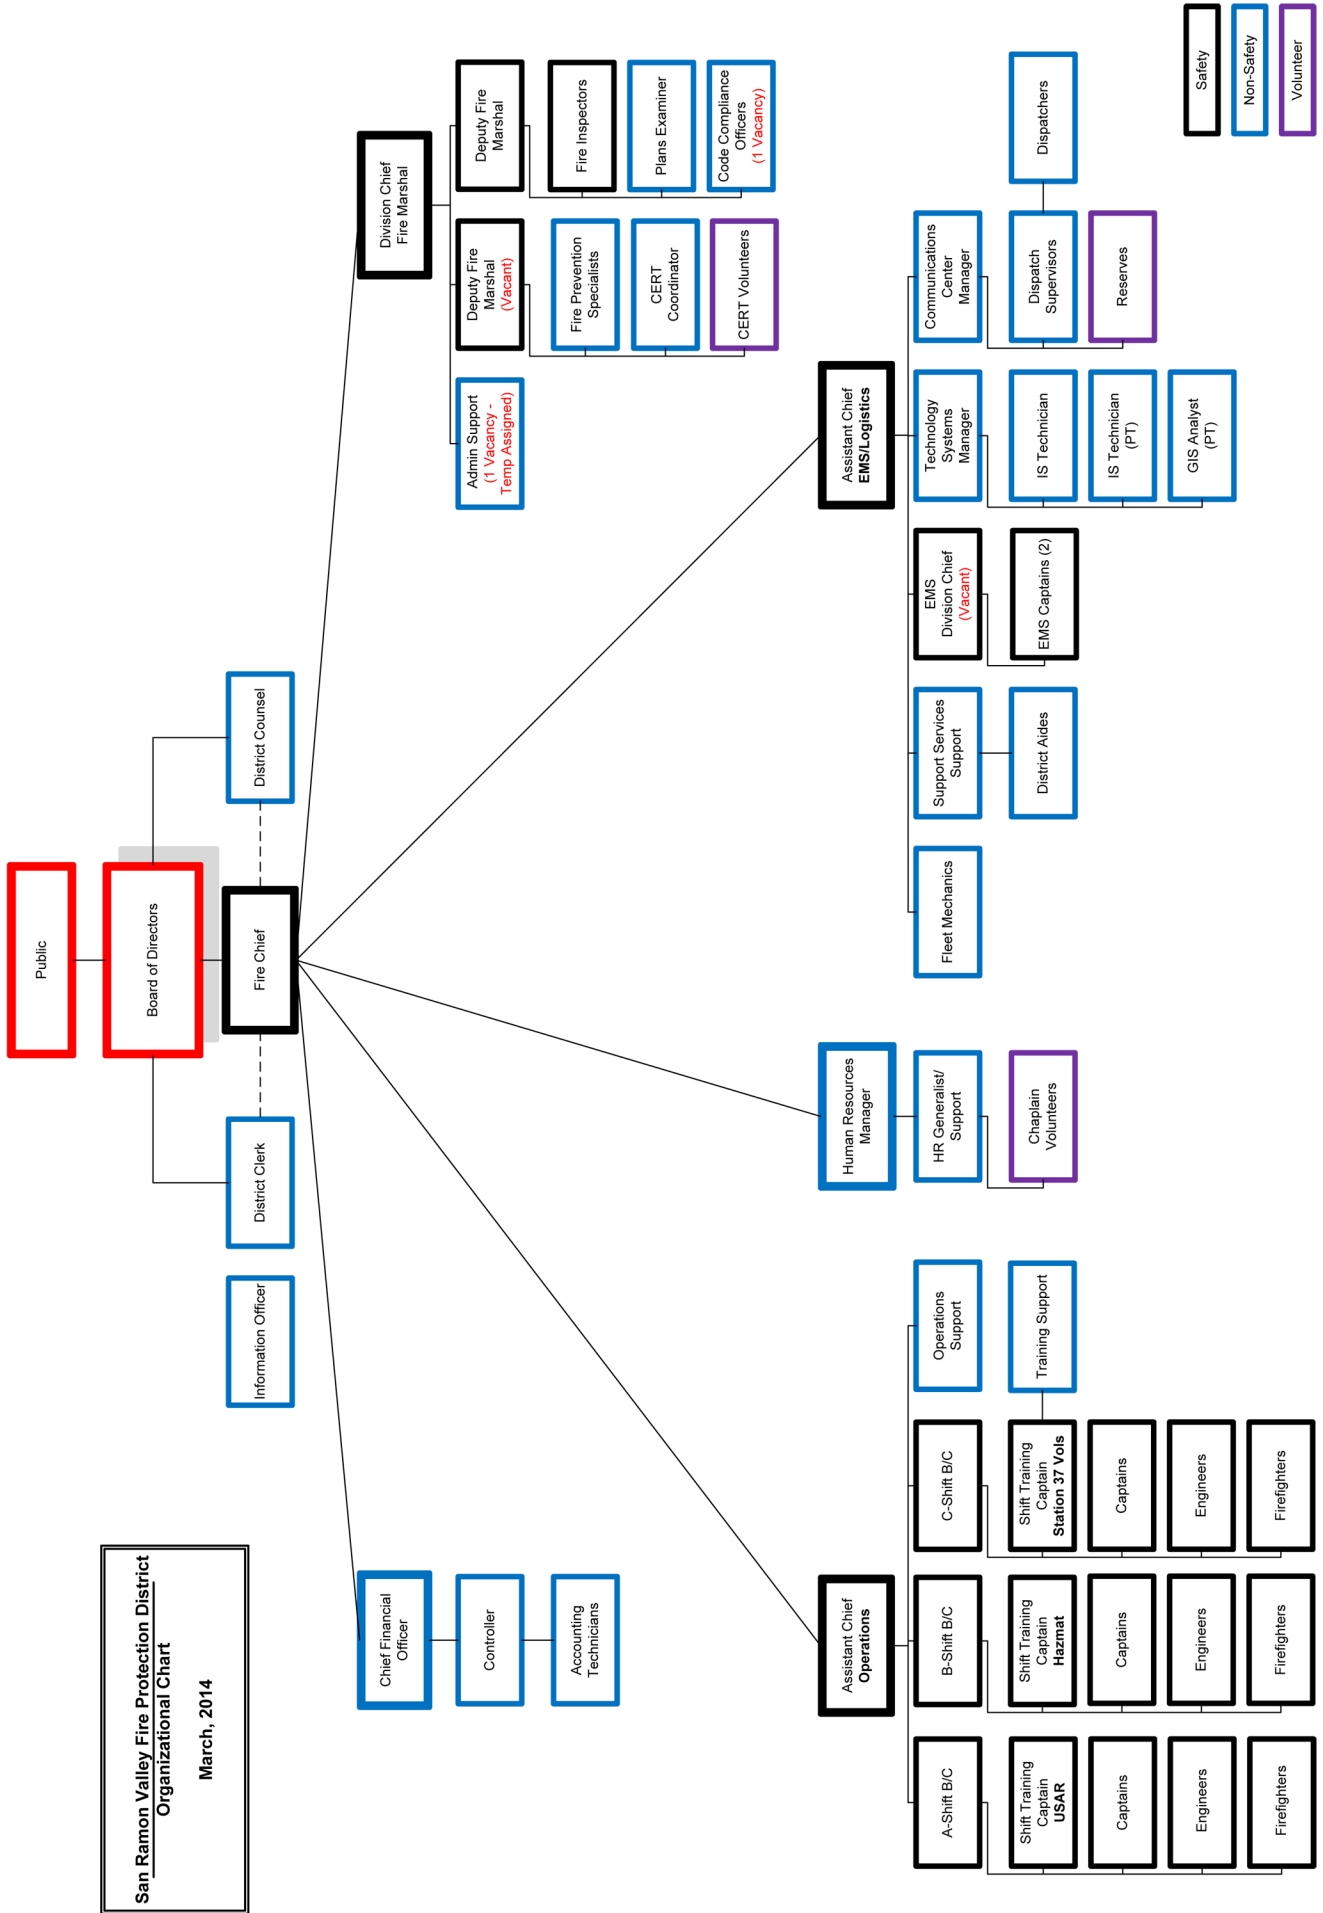 San Ramon Valley Fire Protection District
Organizational Chart
March, 2014
Public
Board of Directors
Information Officer
District Clerk
Fire Chief
District Counsel
Chief Financial
Officer
Controller
Accounting
Technicians
Division Chief
Fire Marshal
Admin Support
(1 Vacancy -
Temp Assigned)
Deputy Fire
Marshal
(Vacant)
Fire Prevention
Specialists
CERT
Coordinator
CERT Volunteers
Deputy Fire
Marshal
Fire Inspectors
Plans Examiner
Code Compliance
Officers
(1 Vacancy)
Assistant Chief
Operations
A-Shift B/C
Shift Training
Captain
USAR
Captains
Engineers
Firefighters
B-Shift B/C
Shift Training
Captain
Hazmat
Captains
Engineers
Firefighters
C-Shift B/C
Shift Training
Captain
Station 37 Vols
Captains
Engineers
Firefighters
Operations
Support
Training Support
Human Resources
Manager
HR Generalist/
Support
Chaplain
Volunteers
Assistant Chief
EMS/Logistics
Fleet Mechanics
Support Services
Support
District Aides
EMS
Division Chief
(Vacant)
EMS Captains (2)
Technology
Systems
Manager
IS Technician
IS Technician
(PT)
GIS Analyst
(PT)
Communications
Center
Manager
Dispatch
Supervisors
Reserves
Dispatchers
Safety
Non-Safety
Volunteer